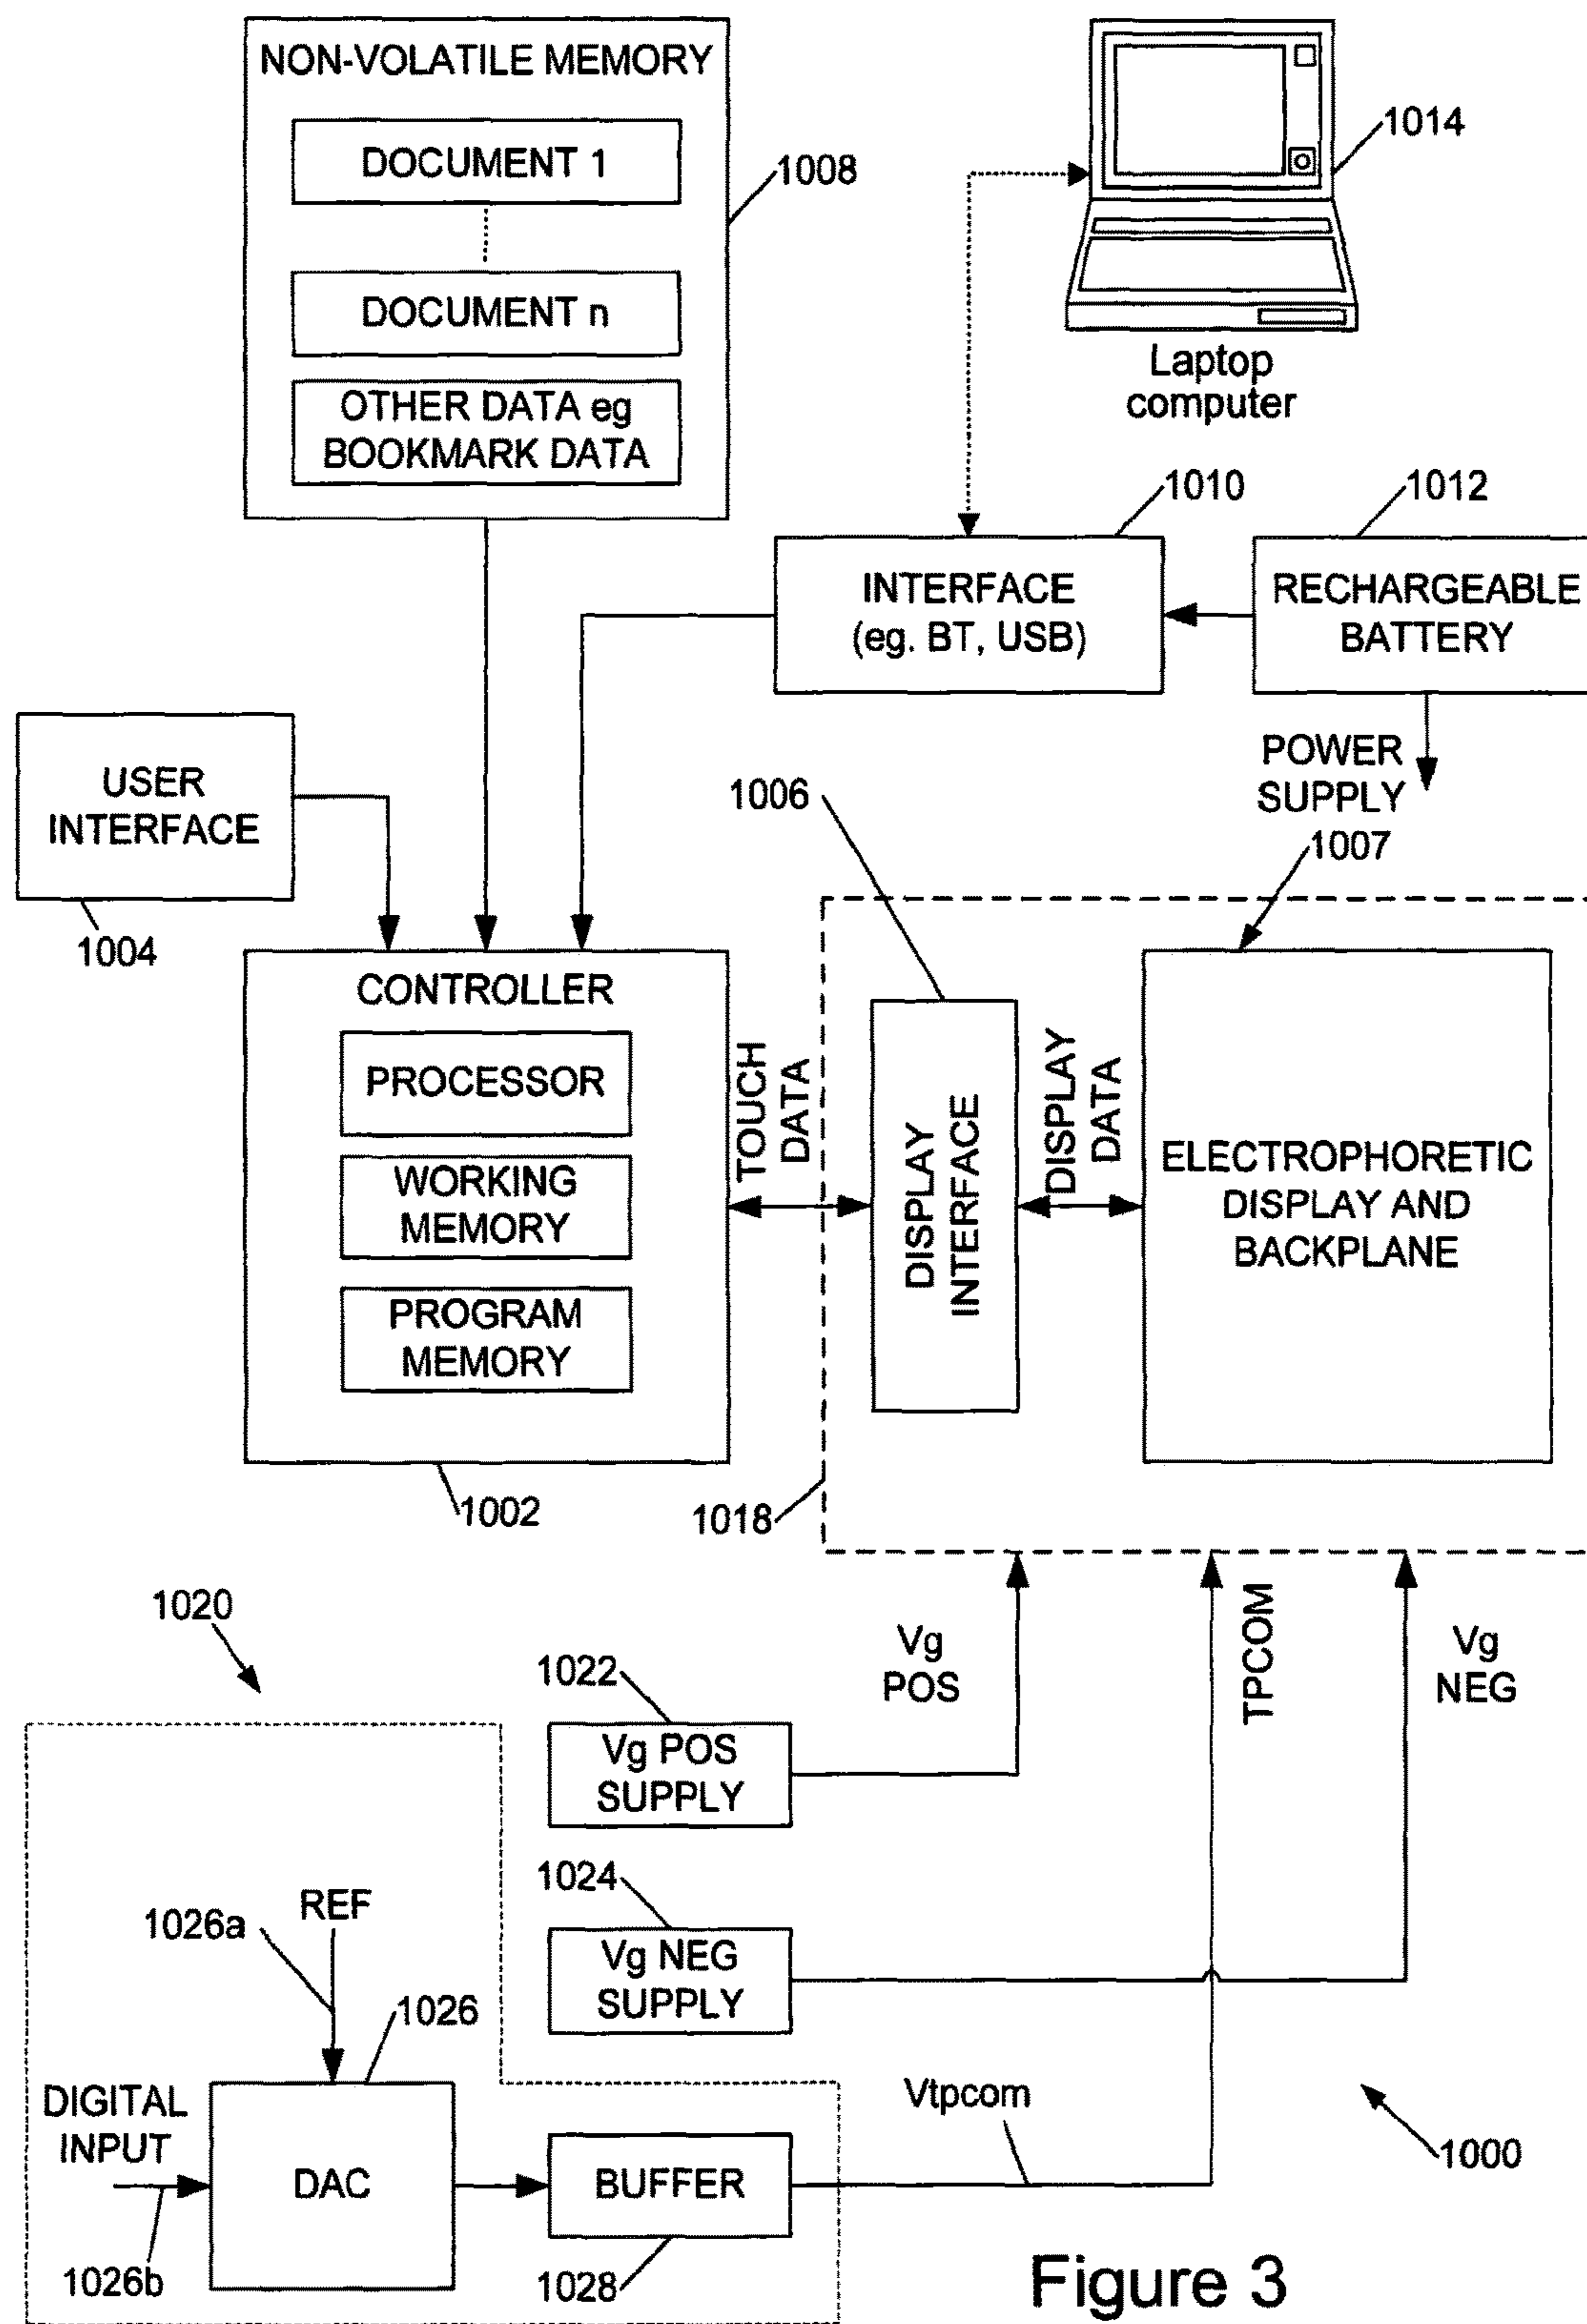 NON-VOLATILE MEMORY
DOCUMENT 1
DOCUMENT n
OTHER DATA eg
BOOKMARK DATA
1008
1014
Laptop
computer
1010
1012
INTERFACE
(eg. BT, USB)
RECHARGEABLE
BATTERY
POWER
SUPPLY
USER
INTERFACE
1004
1006
1007
CONTROLLER
PROCESSOR
WORKING
MEMORY
PROGRAM
MEMORY
1002
TOUCH
DATA
DISPLAY
INTERFACE
DISPLAY
DATA
ELECTROPHORETIC
DISPLAY AND
BACKPLANE
1018
1020
Vg
POS
TPCOM
Vg
NEG
1022
Vg POS
SUPPLY
1024
Vg NEG
SUPPLY
REF
1026a
1026
DIGITAL
INPUT
DAC
1026b
BUFFER
1028
Vtpcom
1000
Figure 3